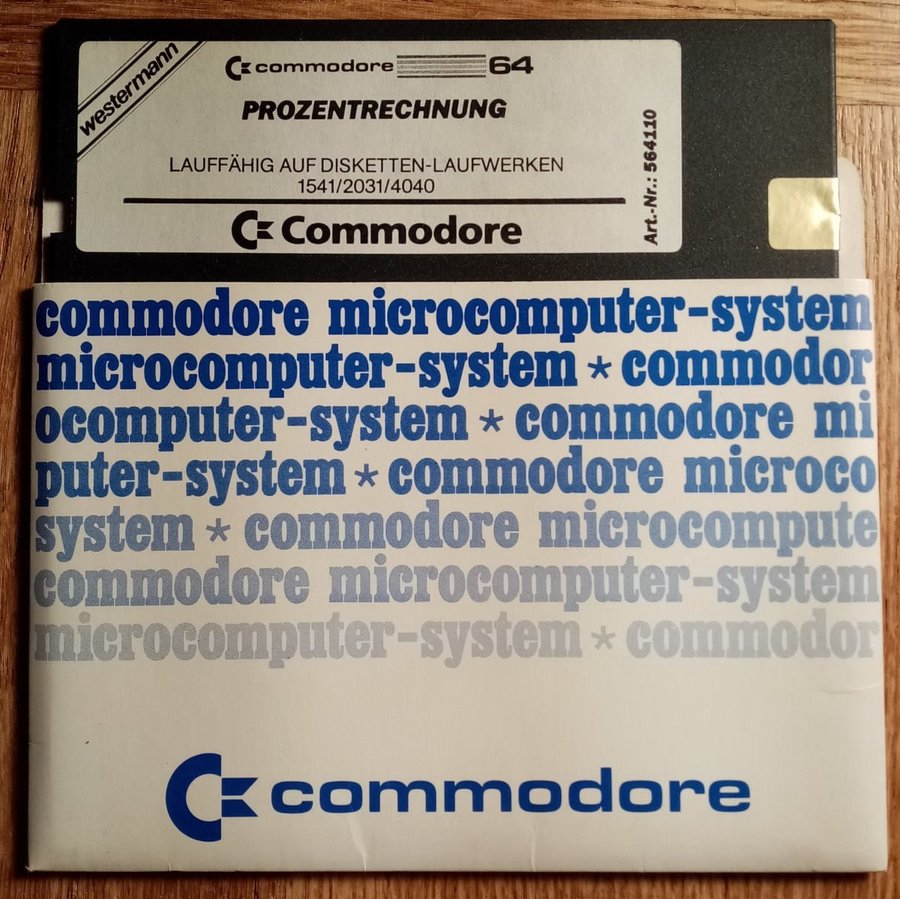 westermann
commodore 64
PROZENTRECHNUNG
LAUFFÄHIG AUF DISKETTEN-LAUFWERKEN
1541/2031/4040
Commodore
Art.-Nr.: 564110
commodore microcomputer-system
microcomputer-system * commodor
ocomputer-system * commodore mi
puter-system * commodore microco
system * commodore microcompute
commodore microcomputer-system
microcomputer-system * commodor
commodore